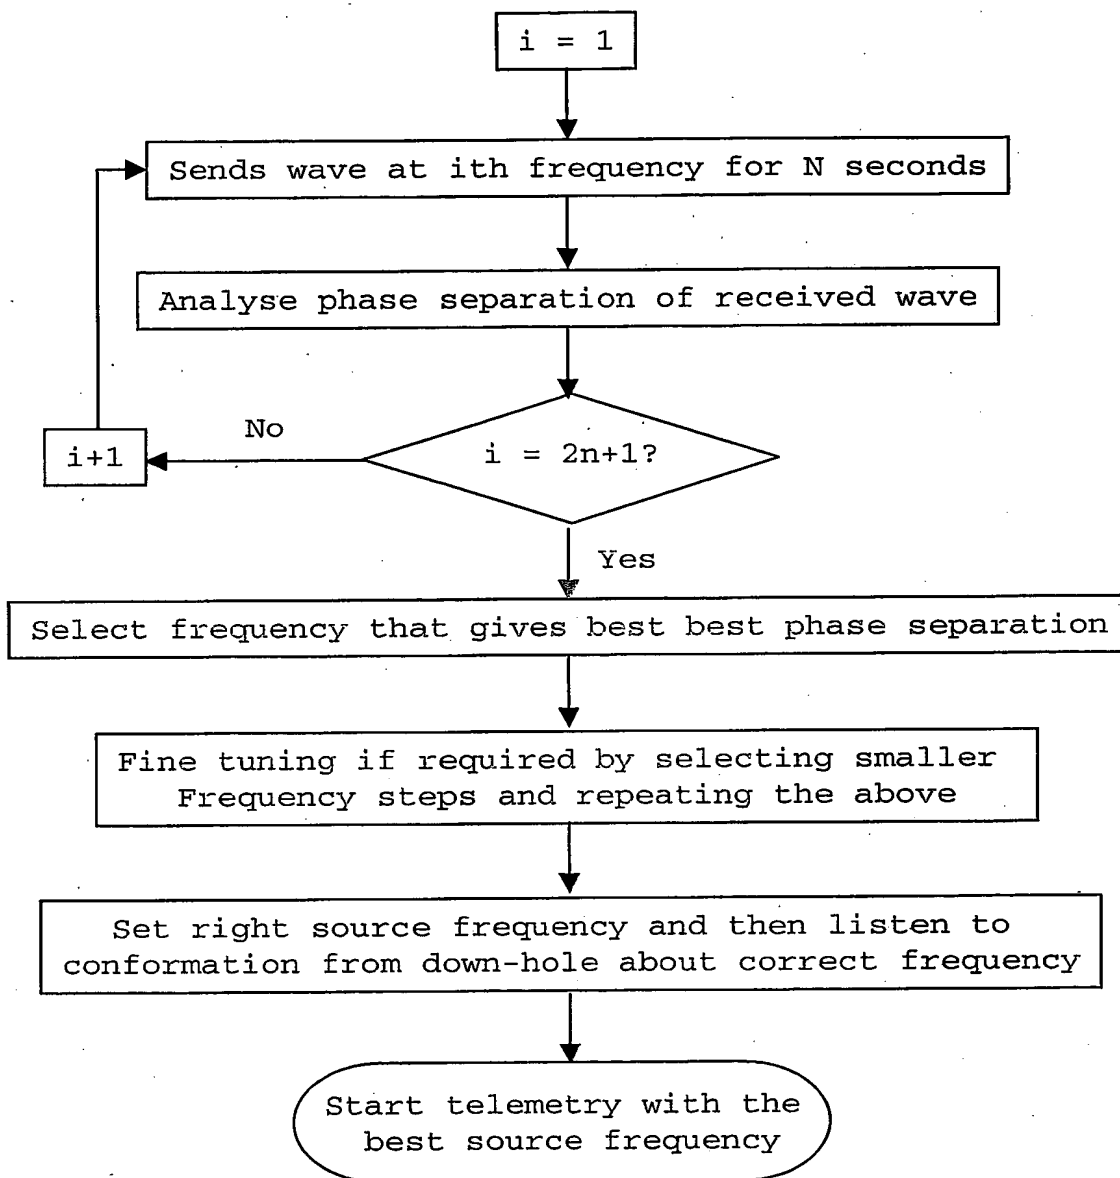 i = 1
Sends wave at ith frequency for N seconds
Analyse phase separation of received wave
No
i+1
i = 2n+1?
Yes
Select frequency that gives best best phase separation
Fine tuning if required by selecting smaller
Frequency steps and repeating the above
Set right source frequency and then listen to
conformation from down-hole about correct frequency
Start telemetry with the
best source frequency